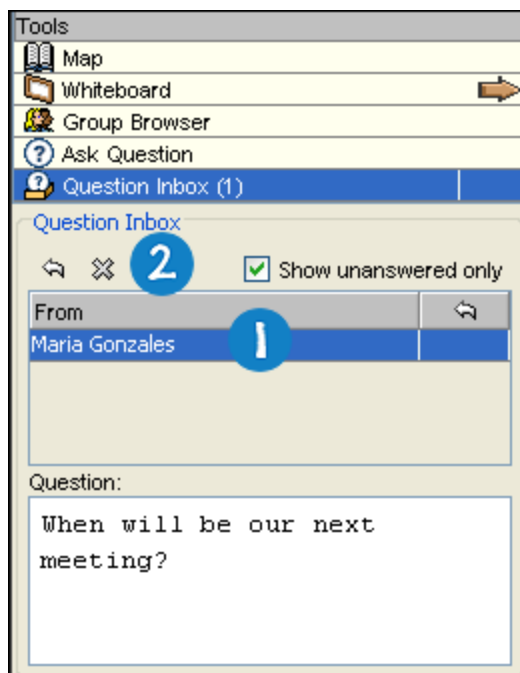 Tools
Map
Whiteboard
Group Browser
Ask Question
Question Inbox (1)
Question Inbox
2
Show unanswered only
From
Maria Gonzales
1
Question:
When will be our next
meeting?